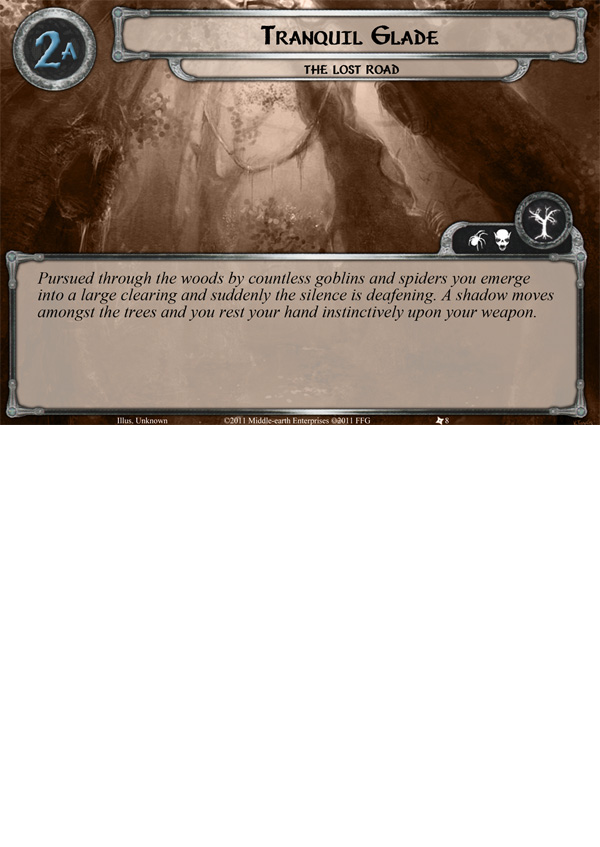 2A
TRANQUIL GLADE
THE LOST ROAD
Pursued through the woods by countless goblins and spiders you emerge
into a large clearing and suddenly the silence is deafening. A shadow moves
amongst the trees and you rest your hand instinctively upon your weapon.
Illus. Unknown ©2011 Middle-earth Enterprises ©2011 FFG 8